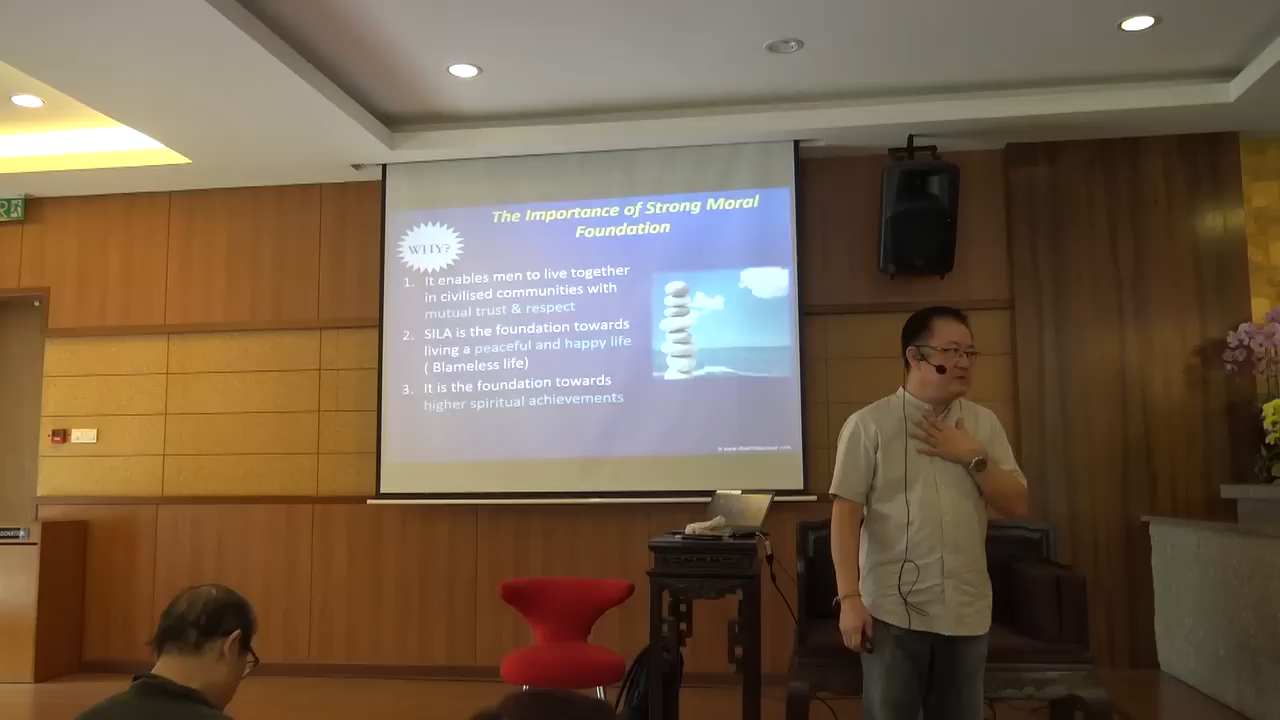 The Importance of Strong Moral
Foundation
WHY?
1. It enables men to live together
in civilised communities with
mutual trust & respect
2. SILA is the foundation towards
living a peaceful and happy life
( Blameless life)
3. It is the foundation towards
higher spiritual achievements
DONATION